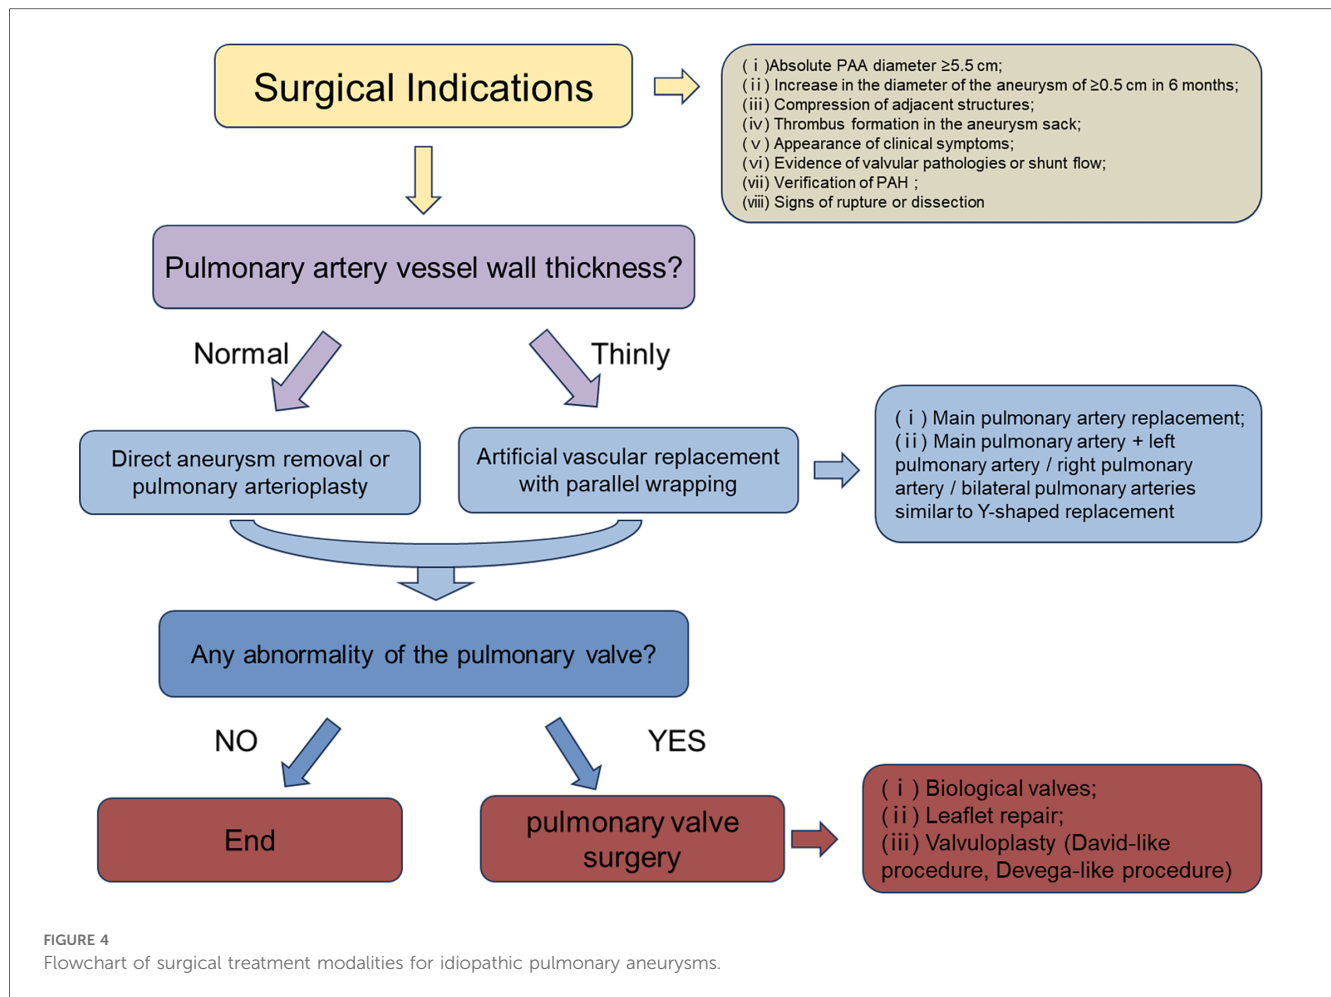 Surgical Indications
(ⅰ)Absolute PAA diameter ≥5.5 cm;
(ⅱ) Increase in the diameter of the aneurysm of ≥0.5 cm in 6 months;
(ⅲ) Compression of adjacent structures;
(ⅳ) Thrombus formation in the aneurysm sack;
(ⅴ) Appearance of clinical symptoms;
(ⅵ) Evidence of valvular pathologies or shunt flow;
(ⅶ) Verification of PAH ;
(ⅷ) Signs of rupture or dissection
Pulmonary artery vessel wall thickness?
Normal
Thinly
Direct aneurysm removal or
pulmonary arterioplasty
Artificial vascular replacement
with parallel wrapping
(ⅰ) Main pulmonary artery replacement;
(ⅱ) Main pulmonary artery + left
pulmonary artery / right pulmonary
artery / bilateral pulmonary arteries
similar to Y-shaped replacement
Any abnormality of the pulmonary valve?
NO
YES
End
pulmonary valve
surgery
(ⅰ) Biological valves;
(ⅱ) Leaflet repair;
(ⅲ) Valvuloplasty (David-like
procedure, Devega-like procedure)
FIGURE 4
Flowchart of surgical treatment modalities for idiopathic pulmonary aneurysms.